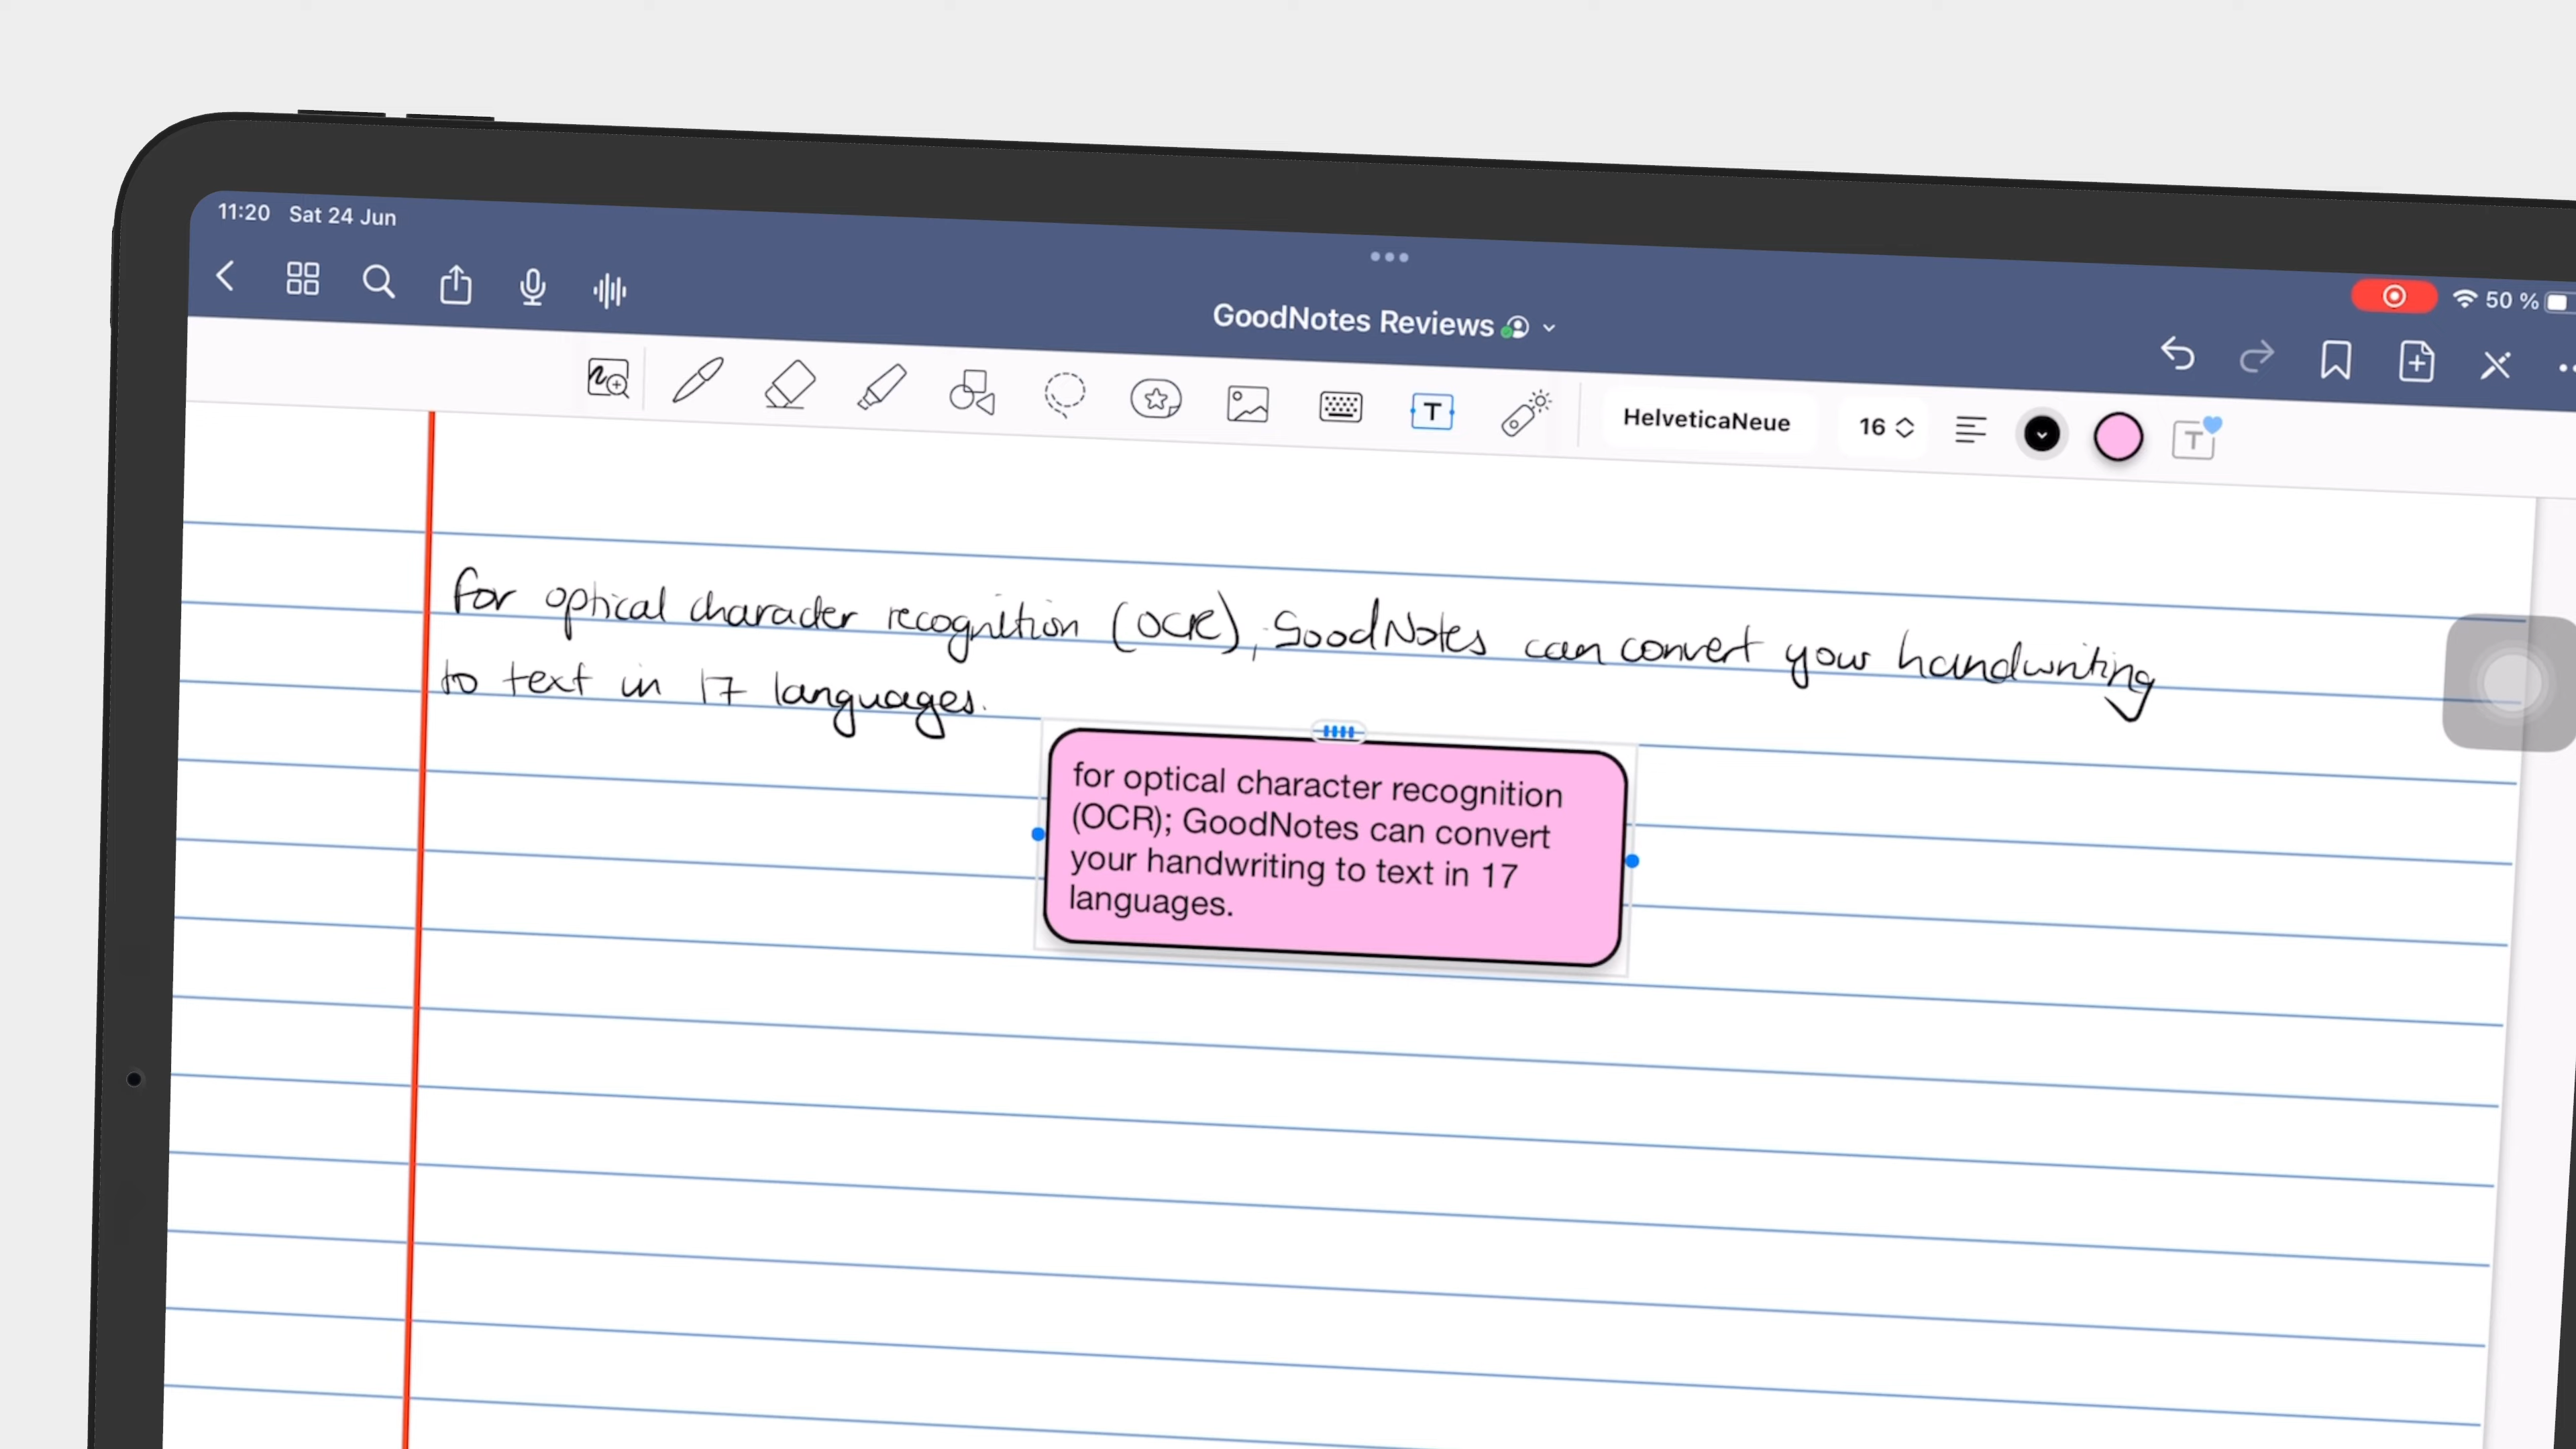 11:20 Sat 24 Jun
50 %
GoodNotes Reviews
HelveticaNeue 16
for optical character recognition (OCR), GoodNotes can convert your handwriting
to text in 17 languages.
for optical character recognition
(OCR); GoodNotes can convert
your handwriting to text in 17
languages.